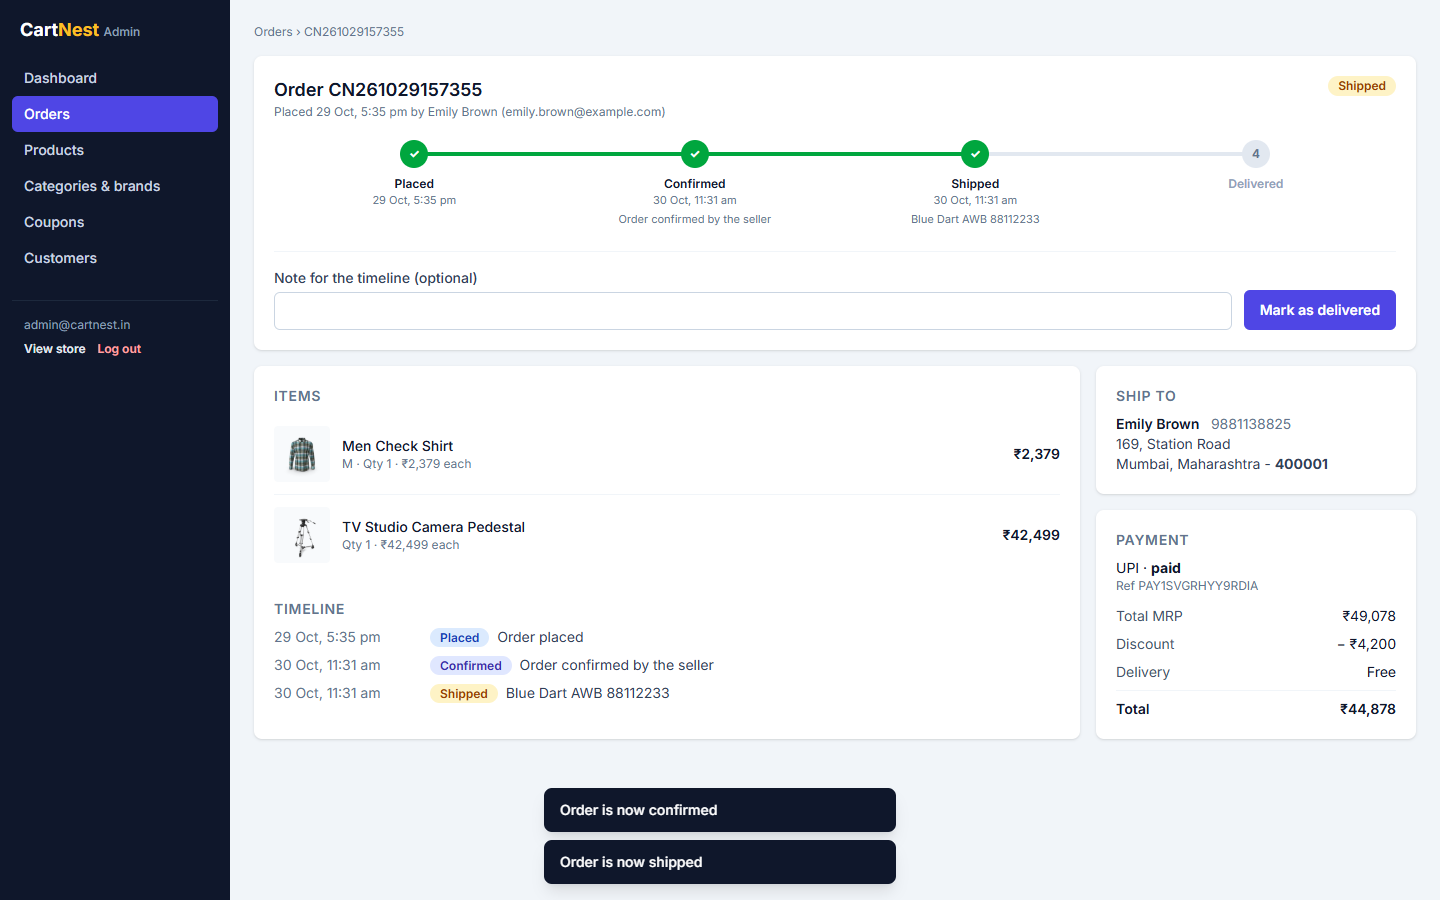 CartNest Admin
Dashboard
Orders
Products
Categories & brands
Coupons
Customers
admin@cartnest.in
View store Log out
Orders › CN261029157355
Order CN261029157355
Shipped
Placed 29 Oct, 5:35 pm by Emily Brown (emily.brown@example.com)
4
Placed Confirmed Shipped Delivered
29 Oct, 5:35 pm 30 Oct, 11:31 am 30 Oct, 11:31 am
Order confirmed by the seller Blue Dart AWB 88112233
Note for the timeline (optional)
Mark as delivered
ITEMS
Men Check Shirt
M · Qty 1 · ₹2,379 each
₹2,379
TV Studio Camera Pedestal
Qty 1 · ₹42,499 each
₹42,499
TIMELINE
29 Oct, 5:35 pm Placed Order placed
30 Oct, 11:31 am Confirmed Order confirmed by the seller
30 Oct, 11:31 am Shipped Blue Dart AWB 88112233
SHIP TO
Emily Brown 9881138825
169, Station Road
Mumbai, Maharashtra - 400001
PAYMENT
UPI · paid
Ref PAY1SVGRHYY9RDIA
Total MRP ₹49,078
Discount − ₹4,200
Delivery Free
Total ₹44,878
Order is now confirmed
Order is now shipped